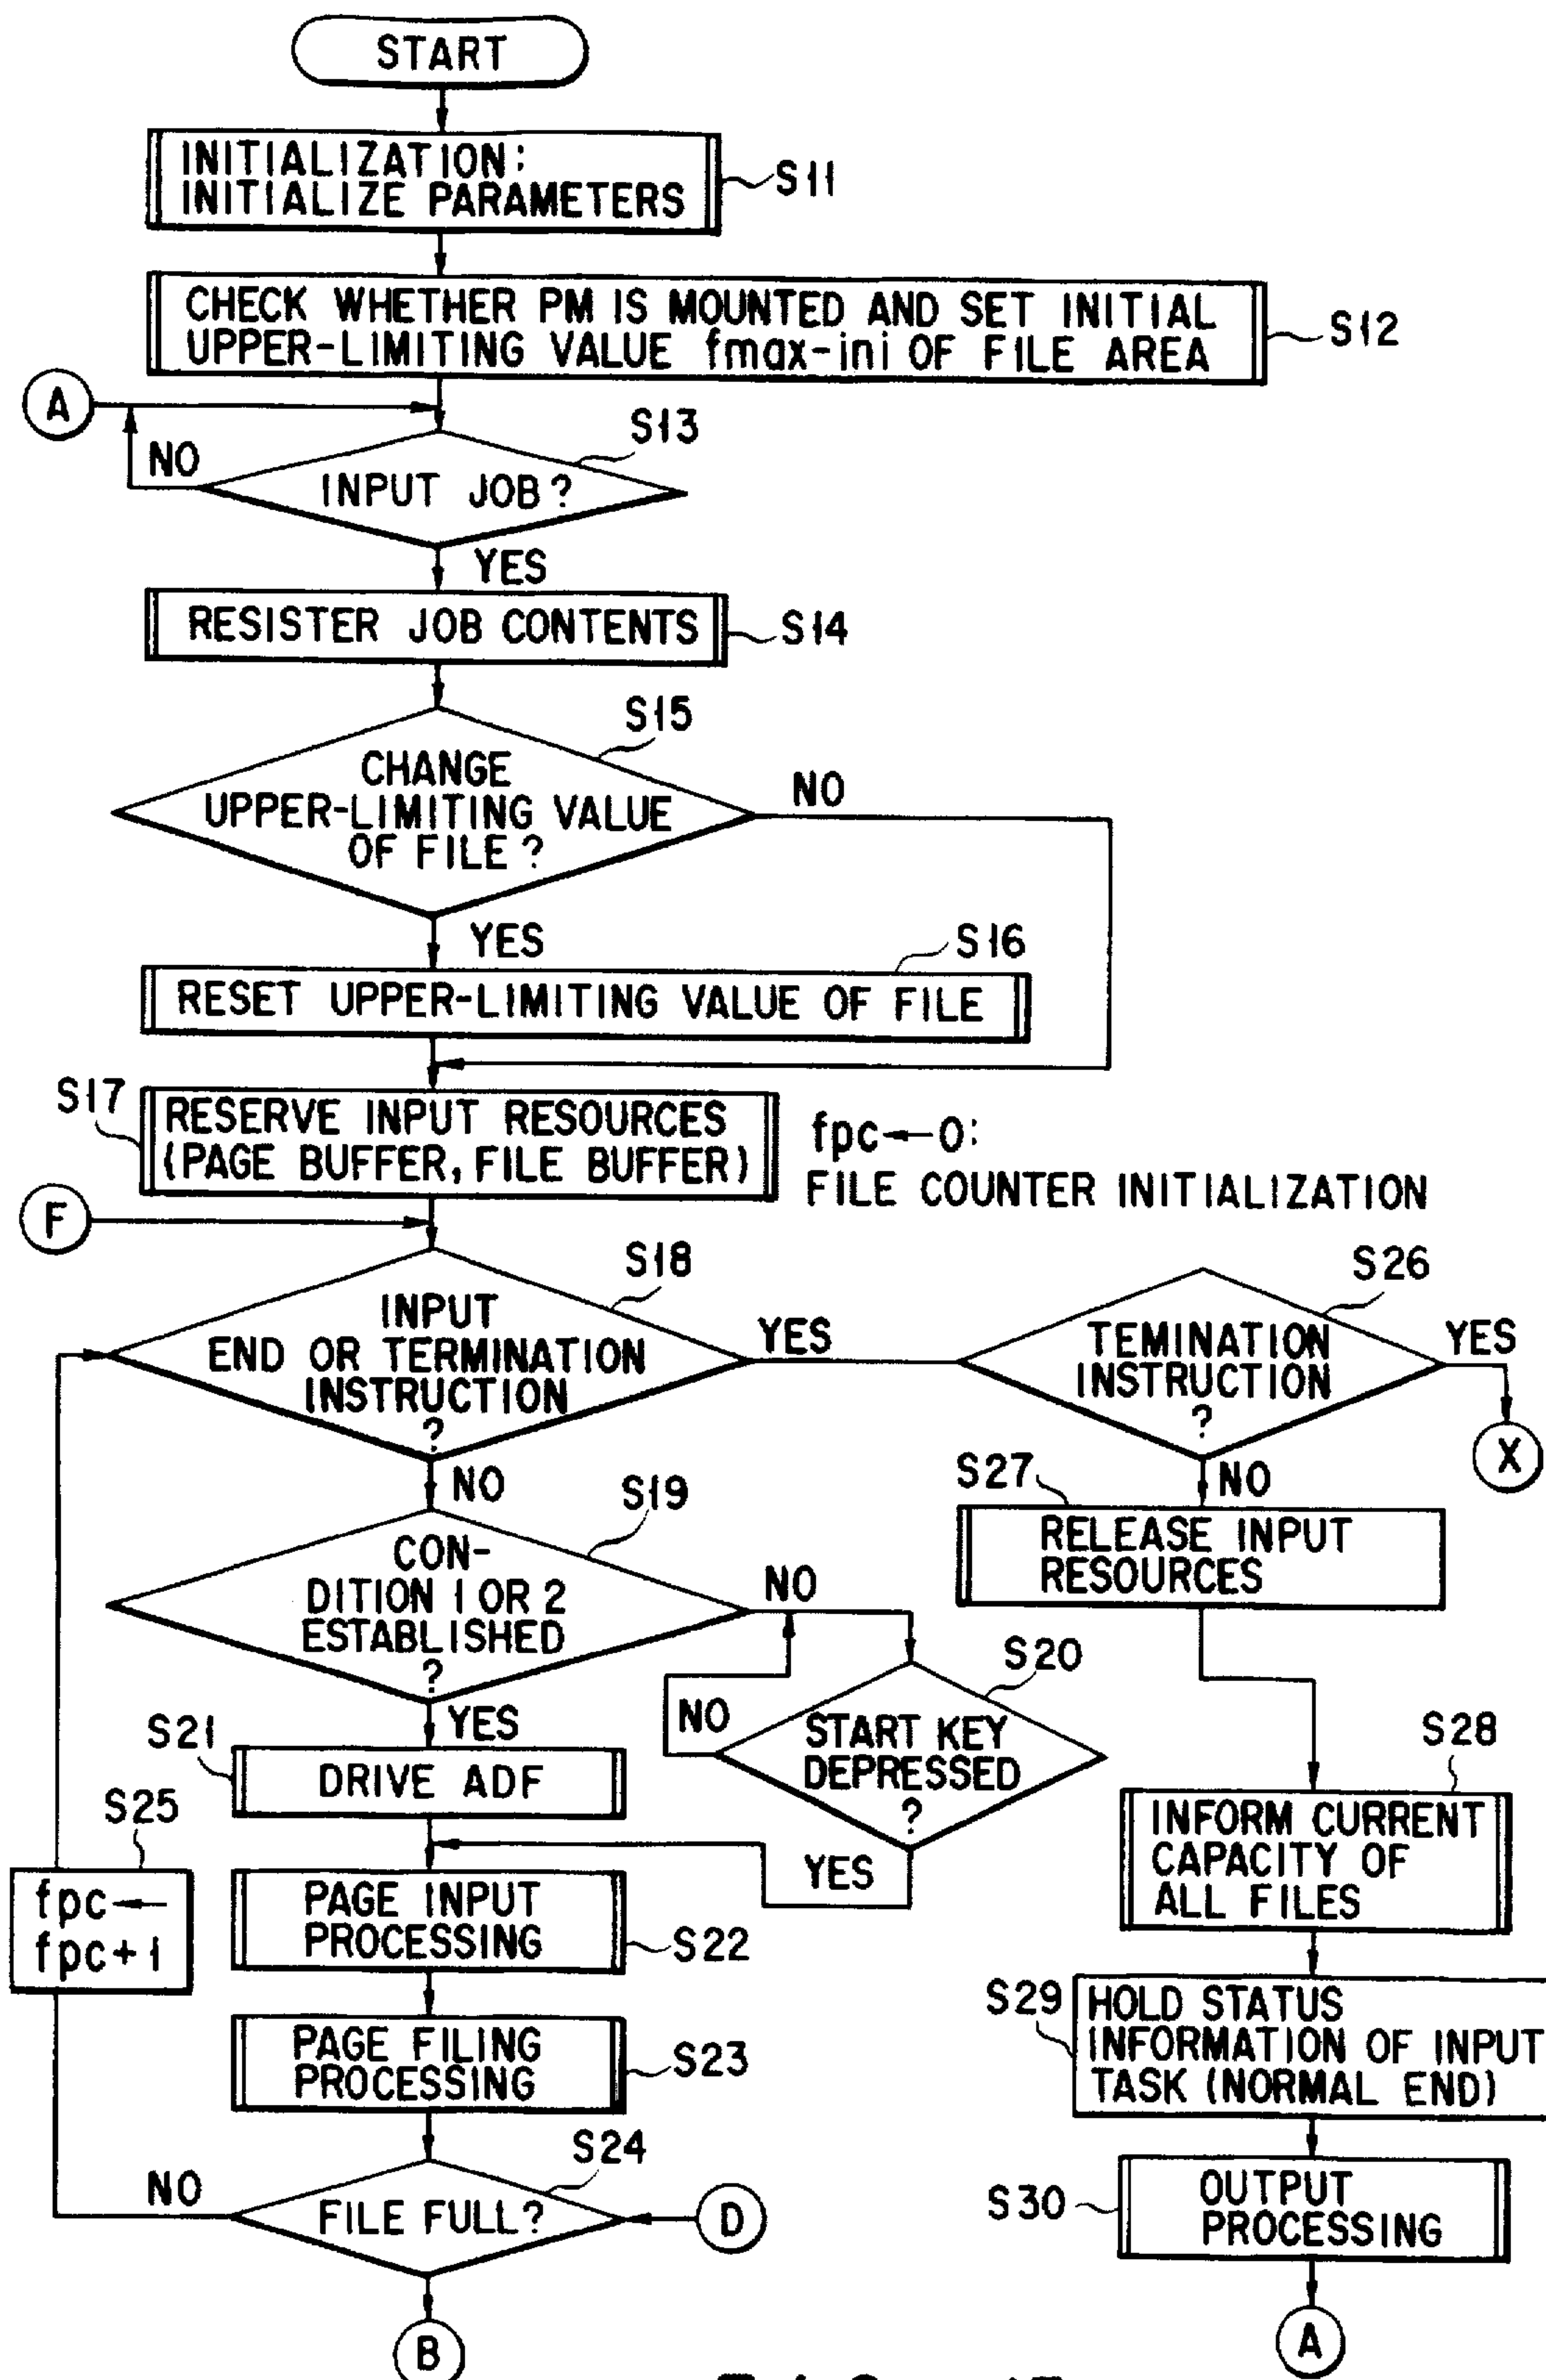 START
INITIALIZATION:
INITIALIZE PARAMETERS
S11
CHECK WHETHER PM IS MOUNTED AND SET INITIAL
UPPER-LIMITING VALUE fmax-ini OF FILE AREA
S12
A
S13
NO
INPUT JOB?
YES
RESISTER JOB CONTENTS
S14
S15
CHANGE
UPPER-LIMITING VALUE
OF FILE?
NO
YES
S16
RESET UPPER-LIMITING VALUE OF FILE
S17
RESERVE INPUT RESOURCES
(PAGE BUFFER, FILE BUFFER)
fpc←0:
FILE COUNTER INITIALIZATION
F
S18
INPUT
END OR TERMINATION
INSTRUCTION
?
YES
S26
TEMINATION
INSTRUCTION
?
YES
X
NO
S19
CON-
DITION 1 OR 2
ESTABLISHED
?
NO
S27
NO
RELEASE INPUT
RESOURCES
S20
NO
START KEY
DEPRESSED
?
YES
YES
S21
DRIVE ADF
S28
INFORM CURRENT
CAPACITY OF
ALL FILES
S25
fpc←
fpc+1
PAGE INPUT
PROCESSING
S22
S29
HOLD STATUS
INFORMATION OF INPUT
TASK (NORMAL END)
PAGE FILING
PROCESSING
S23
S24
NO
FILE FULL?
D
S30
OUTPUT
PROCESSING
B
A